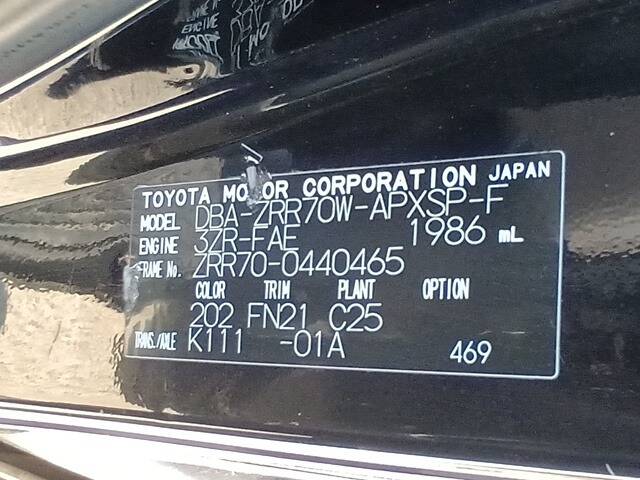 TOYOTA MOTOR CORPORATION JAPAN
MODEL DBA-ZRR70W-APXSP-F
ENGINE 3ZR-FAE 1986 mL
FRAME No. ZRR70-0440465
COLOR TRIM PLANT OPTION
202 FN21 C25
TRANS./AXLE K111 -01A 469